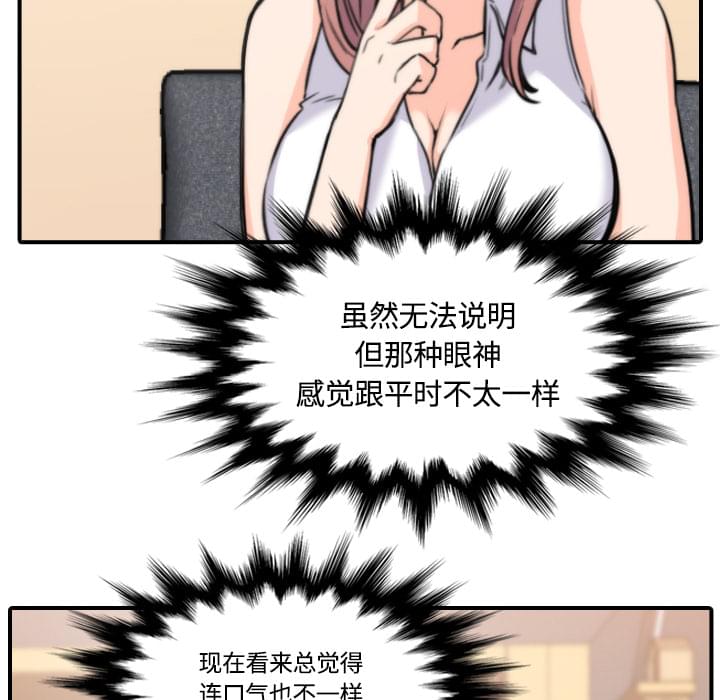 虽然无法说明
但那种眼神
感觉跟平时不太一样
现在看来总觉得
连口气也不一样